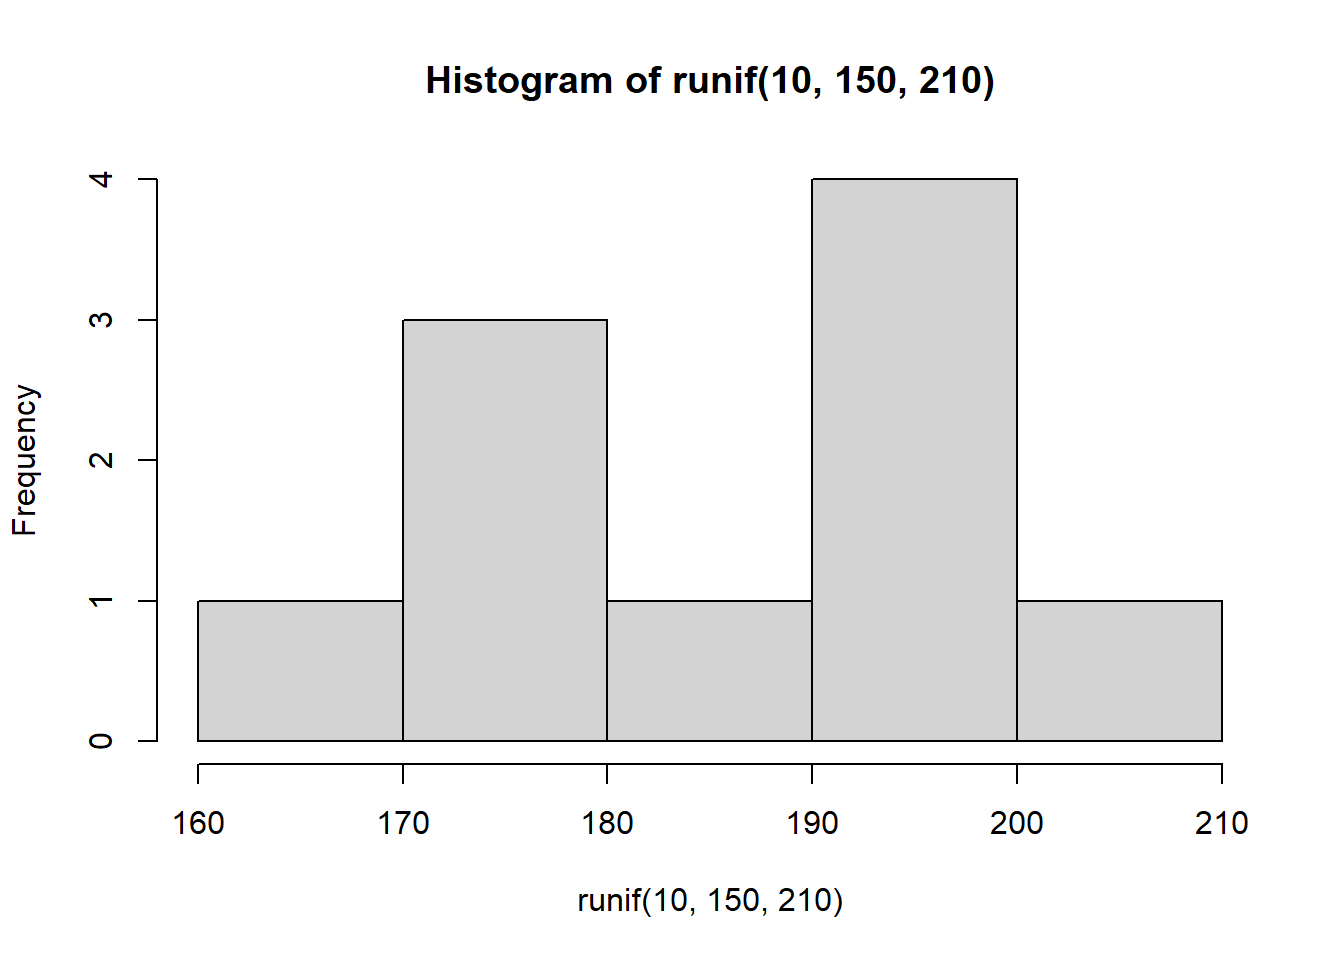 Histogram of runif(10, 150, 210)
Frequency
4
3
2
1
0
160 170 180 190 200 210
runif(10, 150, 210)